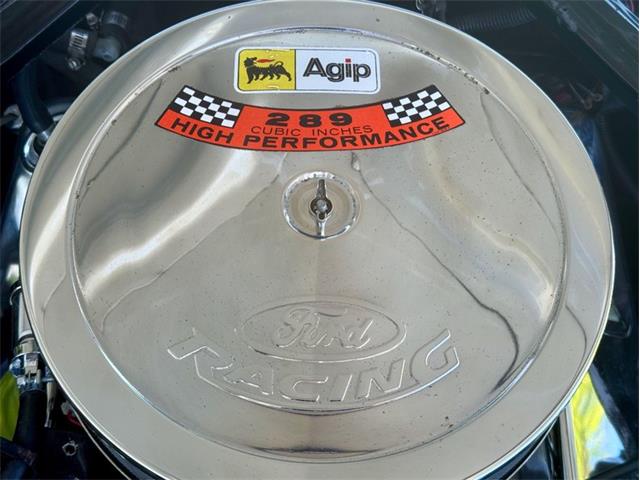 Agip
289
CUBIC INCHES
HIGH PERFORMANCE
Ford
RACING